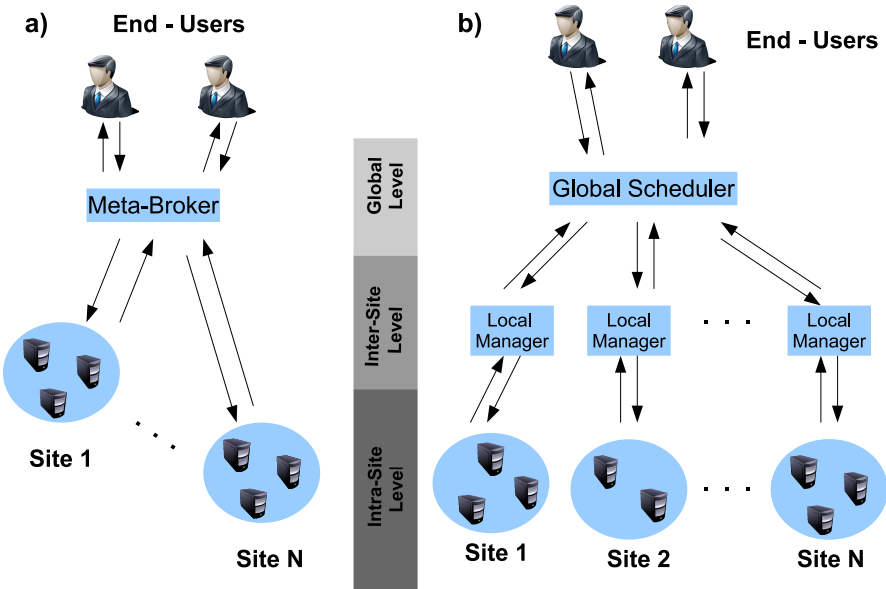 a)
End - Users
Meta-Broker
Site 1
Site N
Global
Level
Inter-Site
Level
Intra-Site
Level
b)
End - Users
Global Scheduler
Local
Manager
Local
Manager
Local
Manager
Site 1
Site 2
Site N